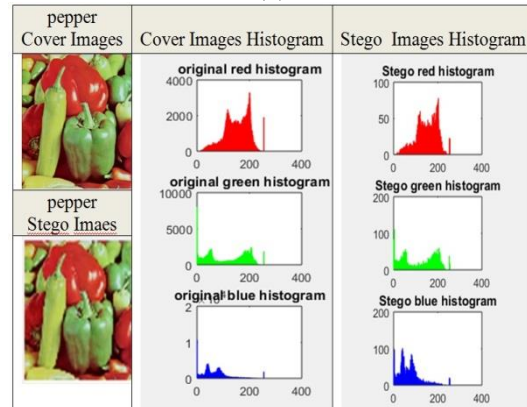 pepper
Cover Images
Cover Images Histogram
Stego Images Histogram
original red histogram
4000
2000
0
0 200 400
original green histogram
10000
5000
0
0 200 400
original blue histogram
2
1
0
0 200 400
Stego red histogram
100
50
0
0 200 400
Stego green histogram
200
100
0
0 200 400
Stego blue histogram
200
100
0
0 200 400
pepper
Stego Imaes